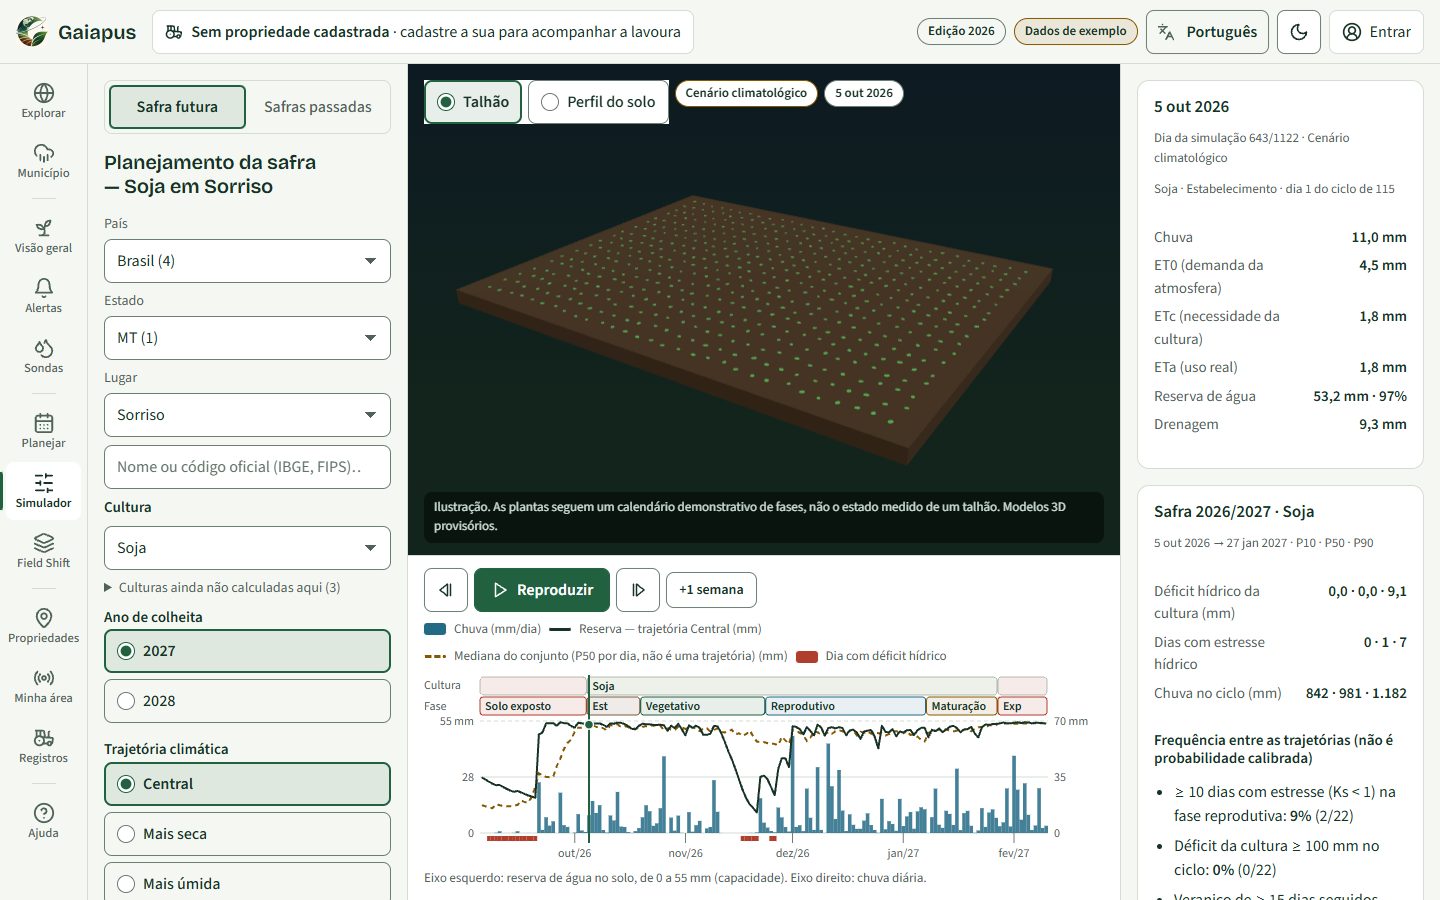 Gaiapus
Sem propriedade cadastrada · cadastre a sua para acompanhar a lavoura
Edição 2026
Dados de exemplo
Português
Entrar
Explorar
Município
Visão geral
Alertas
Sondas
Planejar
Simulador
Field Shift
Propriedades
Minha área
Registros
Ajuda
Safra futura
Safras passadas
Planejamento da safra
— Soja em Sorriso
País
Brasil (4)
Estado
MT (1)
Lugar
Sorriso
Nome ou código oficial (IBGE, FIPS)..
Cultura
Soja
Culturas ainda não calculadas aqui (3)
Ano de colheita
2027
2028
Trajetória climática
Central
Mais seca
Mais úmida
Talhão
Perfil do solo
Cenário climatológico
5 out 2026
Ilustração. As plantas seguem um calendário demonstrativo de fases, não o estado medido de um talhão. Modelos 3D
provisórios.
Reproduzir
+1 semana
Chuva (mm/dia)
Reserva — trajetória Central (mm)
Mediana do conjunto (P50 por dia, não é uma trajetória) (mm)
Dia com déficit hídrico
Cultura
Soja
Fase
Solo exposto
Est
Vegetativo
Reprodutivo
Maturação
Exp
55 mm
70 mm
28
35
0
0
out/26
nov/26
dez/26
jan/27
fev/27
Eixo esquerdo: reserva de água no solo, de 0 a 55 mm (capacidade). Eixo direito: chuva diária.
5 out 2026
Dia da simulação 643/1122 · Cenário
climatológico
Soja · Estabelecimento · dia 1 do ciclo de 115
Chuva
11,0 mm
ET0 (demanda da
atmosfera)
4,5 mm
ETc (necessidade da
cultura)
1,8 mm
ETa (uso real)
1,8 mm
Reserva de água
53,2 mm · 97%
Drenagem
9,3 mm
Safra 2026/2027 · Soja
5 out 2026 → 27 jan 2027 · P10 · P50 · P90
Déficit hídrico da
cultura (mm)
0,0 · 0,0 · 9,1
Dias com estresse
hídrico
0 · 1 · 7
Chuva no ciclo (mm)
842 · 981 · 1.182
Frequência entre as trajetórias (não é
probabilidade calibrada)
≥ 10 dias com estresse (Ks < 1) na
fase reprodutiva: 9% (2/22)
Déficit da cultura ≥ 100 mm no
ciclo: 0% (0/22)
Veranico de ≥ 15 dias seguidos